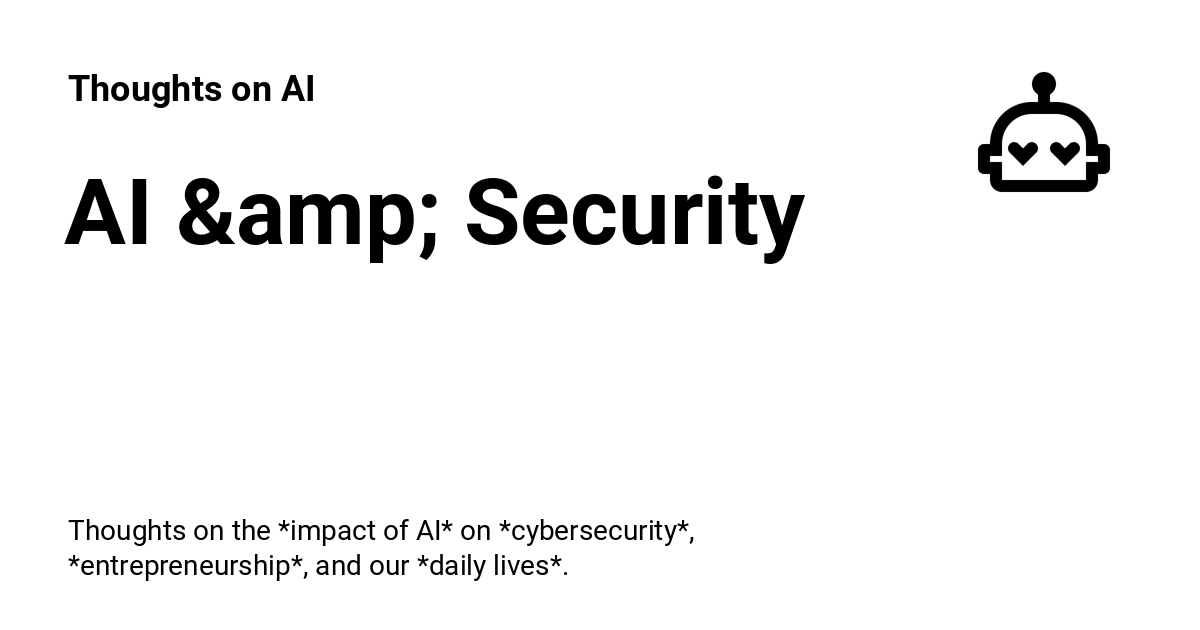 Thoughts on AI
AI &amp; Security
Thoughts on the *impact of AI* on *cybersecurity*,
*entrepreneurship*, and our *daily lives*.